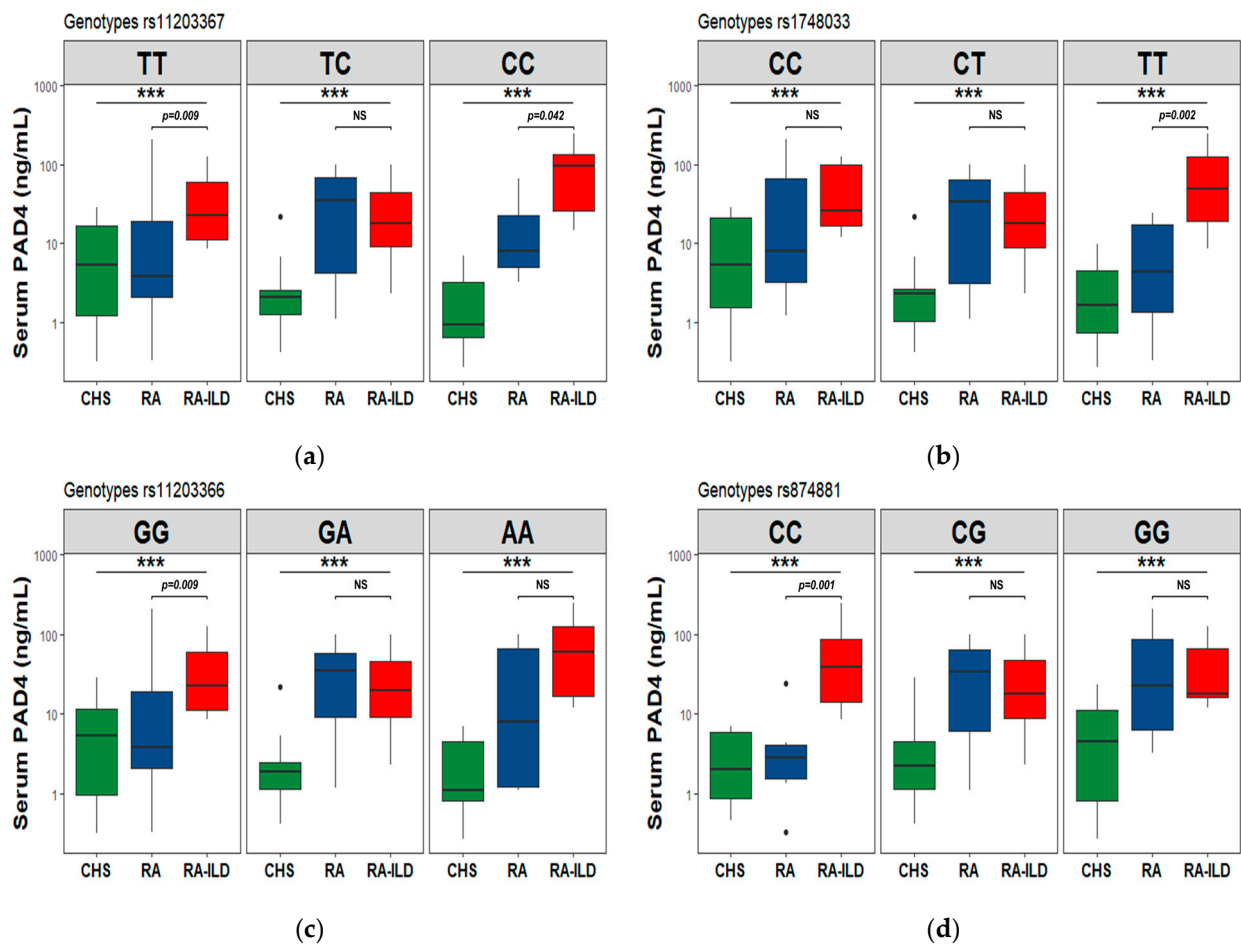 Genotypes rs11203367
TT TC CC
Serum PAD4 (ng/mL)
1000
100
10
1
*** *** ***
p=0.009 NS p=0.042
CHS RA RA-ILD CHS RA RA-ILD CHS RA RA-ILD
(a)
Genotypes rs1748033
CC CT TT
Serum PAD4 (ng/mL)
1000
100
10
1
*** *** ***
NS NS p=0.002
CHS RA RA-ILD CHS RA RA-ILD CHS RA RA-ILD
(b)
Genotypes rs11203366
GG GA AA
Serum PAD4 (ng/mL)
1000
100
10
1
*** *** ***
p=0.009 NS NS
CHS RA RA-ILD CHS RA RA-ILD CHS RA RA-ILD
(c)
Genotypes rs874881
CC CG GG
Serum PAD4 (ng/mL)
1000
100
10
1
*** *** ***
p=0.001 NS NS
CHS RA RA-ILD CHS RA RA-ILD CHS RA RA-ILD
(d)